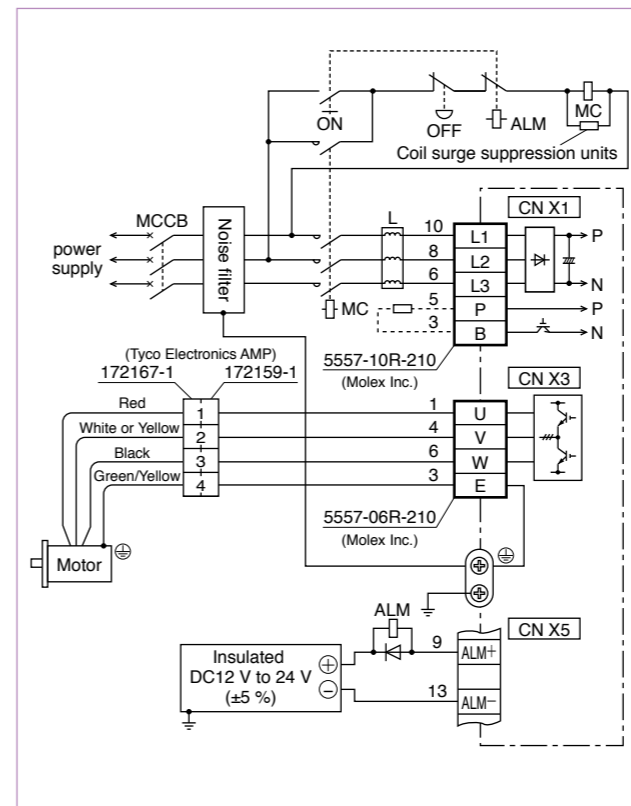 ON
OFF
ALM
MC
Coil surge suppression units
MCCB
power
supply
Noise filter
L
MC
10
8
6
5
3
L1
L2
L3
P
B
CN X1
P
N
P
N
5557-10R-210
(Molex Inc.)
(Tyco Electronics AMP)
172167-1
172159-1
Red
White or Yellow
Black
Green/Yellow
1
2
3
4
1
4
6
3
U
V
W
E
CN X3
5557-06R-210
(Molex Inc.)
Motor
ALM
Insulated
DC12 V to 24 V
(±5 %)
+
−
9
13
ALM+
ALM−
CN X5